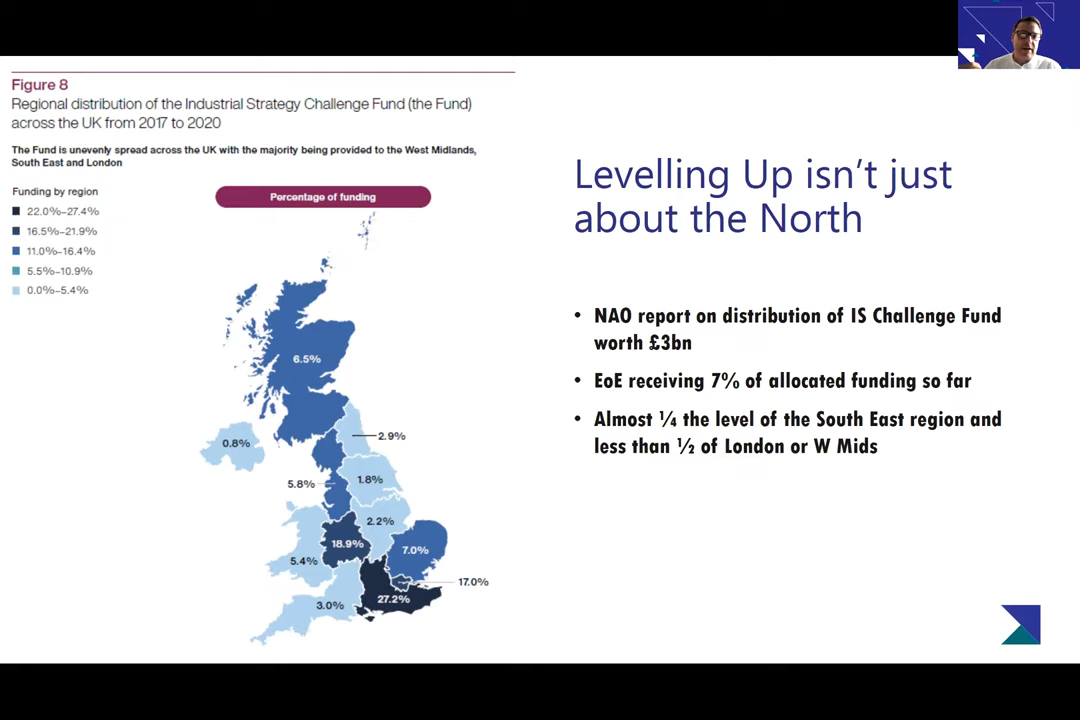 Figure 8
Regional distribution of the Industrial Strategy Challenge Fund (the Fund)
across the UK from 2017 to 2020
The Fund is unevenly spread across the UK with the majority being provided to the West Midlands,
South East and London
Funding by region
22.0%–27.4%
16.5%–21.9%
11.0%–16.4%
5.5%–10.9%
0.0%–5.4%
Percentage of funding
6.5%
0.8%
2.9%
5.8%
1.8%
2.2%
18.9%
7.0%
5.4%
17.0%
3.0%
27.2%
Levelling Up isn't just
about the North
• NAO report on distribution of IS Challenge Fund
worth £3bn
• EoE receiving 7% of allocated funding so far
• Almost ¼ the level of the South East region and
less than ½ of London or W Mids